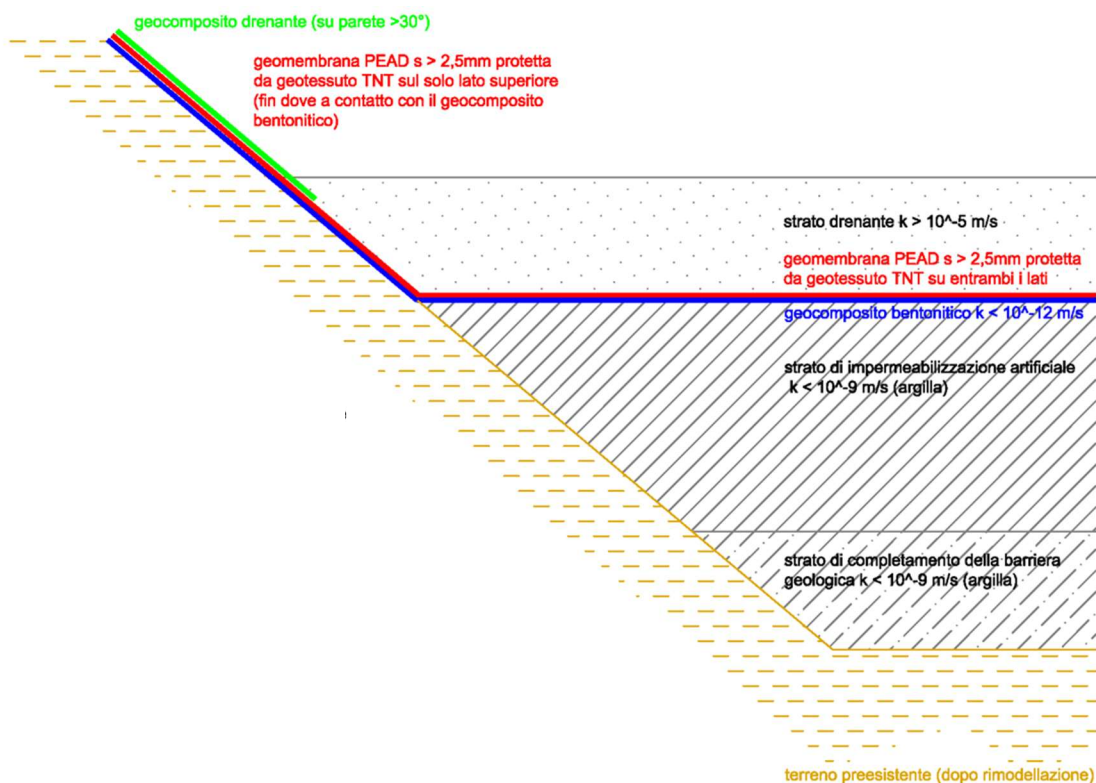 geocomposito drenante (su parete >30°)
geomembrana PEAD s > 2,5mm protetta
da geotessuto TNT sul solo lato superiore
(fin dove a contatto con il geocomposito
bentonitico)
strato drenante k > 10^-5 m/s
geomembrana PEAD s > 2,5mm protetta
da geotessuto TNT su entrambi i lati
geocomposito bentonitico k < 10^-12 m/s
strato di impermeabilizzazione artificiale
k < 10^-9 m/s (argilla)
strato di completamento della barriera
geologica k < 10^-9 m/s (argilla)
terreno preesistente (dopo rimodellazione)